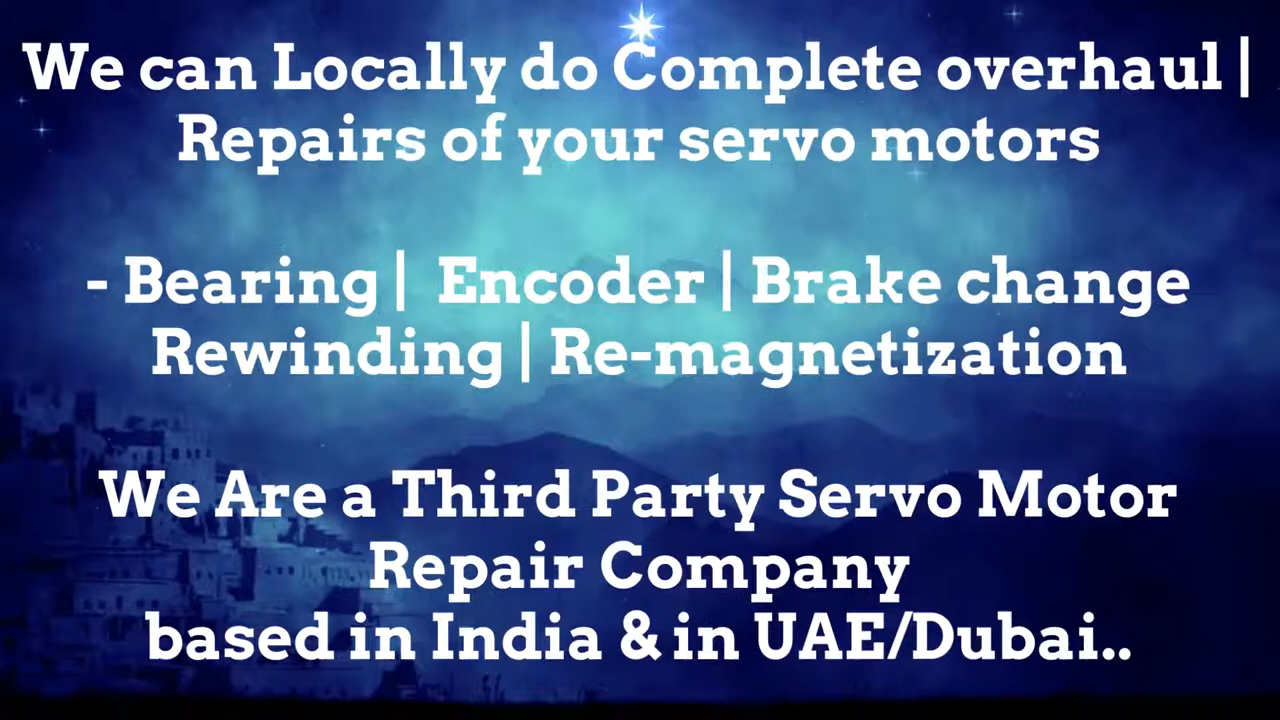 We can Locally do Complete overhaul |
Repairs of your servo motors
- Bearing | Encoder | Brake change
Rewinding | Re-magnetization
We Are a Third Party Servo Motor
Repair Company
based in India & in UAE/Dubai..